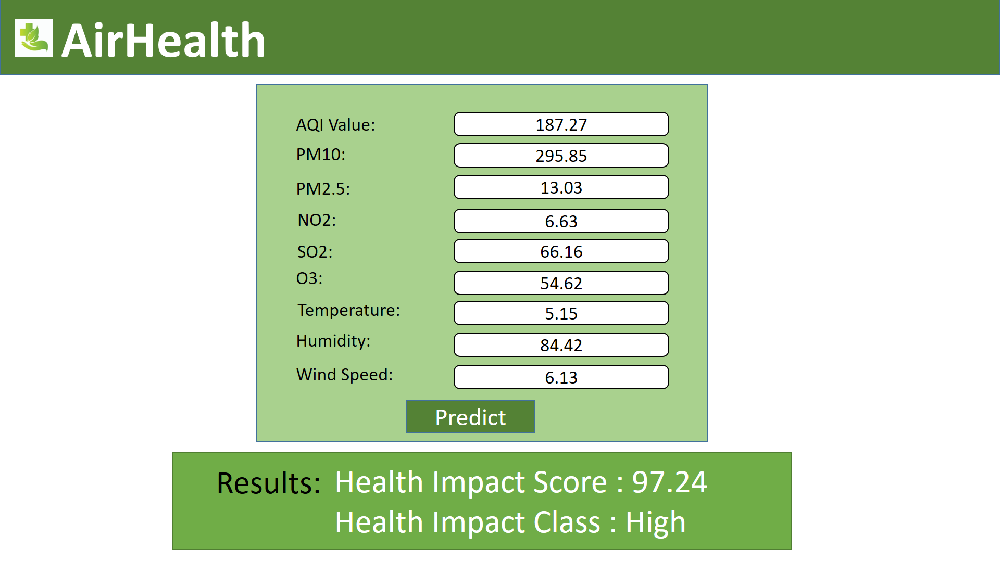 AirHealth
AQI Value: 187.27
PM10: 295.85
PM2.5: 13.03
NO2: 6.63
SO2: 66.16
O3: 54.62
Temperature: 5.15
Humidity: 84.42
Wind Speed: 6.13
Predict
Results: Health Impact Score : 97.24
Health Impact Class : High